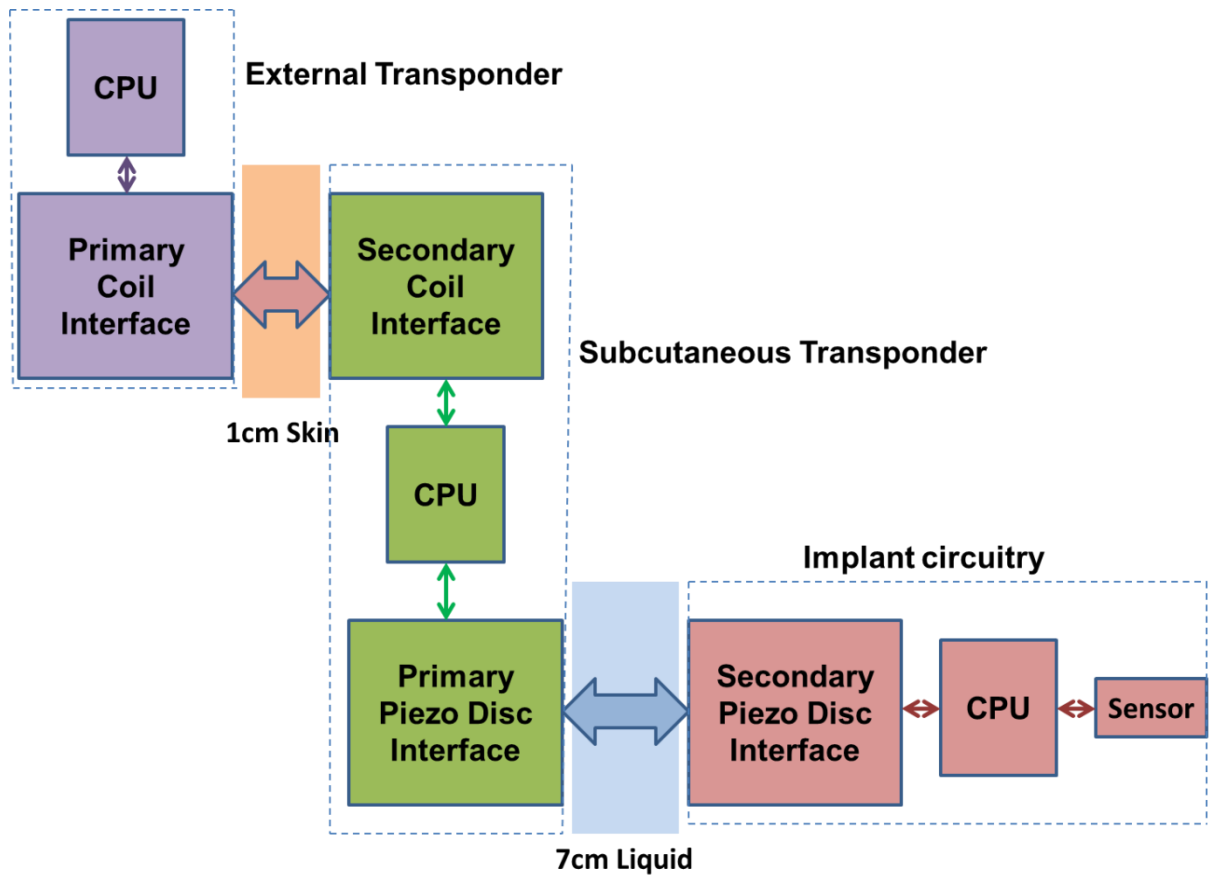 CPU
External Transponder
Primary
Coil
Interface
Secondary
Coil
Interface
1cm Skin
Subcutaneous Transponder
CPU
Implant circuitry
Primary
Piezo Disc
Interface
Secondary
Piezo Disc
Interface
CPU
Sensor
7cm Liquid